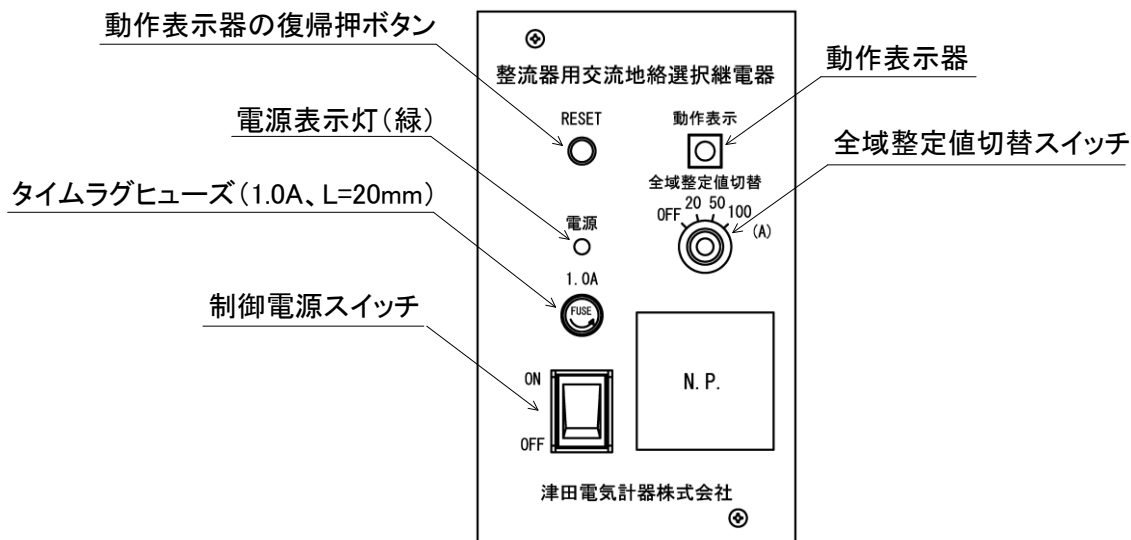 動作表示器の復帰押ボタン
電源表示灯（緑）
タイムラグヒューズ（1.0A、L=20mm）
制御電源スイッチ
整流器用交流地絡選択継電器
RESET
動作表示
全域整定値切替
OFF 20 50 100
(A)
電源
1.0A
FUSE
ON
OFF
N.P.
津田電気計器株式会社
動作表示器
全域整定値切替スイッチ